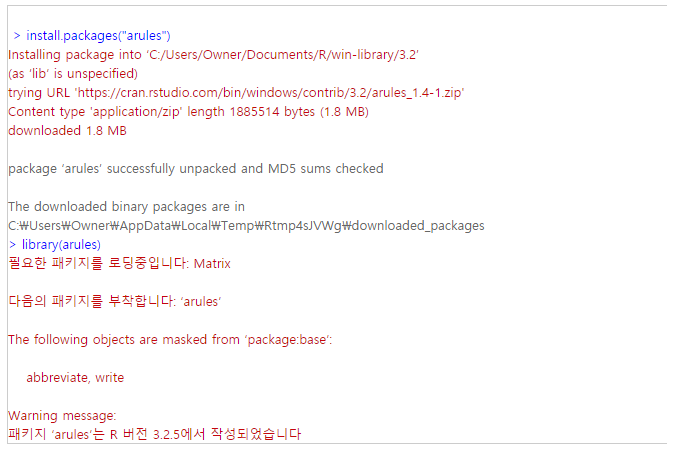 > install.packages("arules")
Installing package into ‘C:/Users/Owner/Documents/R/win-library/3.2’
(as ‘lib’ is unspecified)
trying URL 'https://cran.rstudio.com/bin/windows/contrib/3.2/arules_1.4-1.zip'
Content type 'application/zip' length 1885514 bytes (1.8 MB)
downloaded 1.8 MB
package ‘arules’ successfully unpacked and MD5 sums checked
The downloaded binary packages are in
C:₩Users₩Owner₩AppData₩Local₩Temp₩Rtmp4sJVWg₩downloaded_packages
> library(arules)
필요한 패키지를 로딩중입니다: Matrix
다음의 패키지를 부착합니다: ‘arules’
The following objects are masked from ‘package:base’:
abbreviate, write
Warning message:
패키지 ‘arules’는 R 버전 3.2.5에서 작성되었습니다